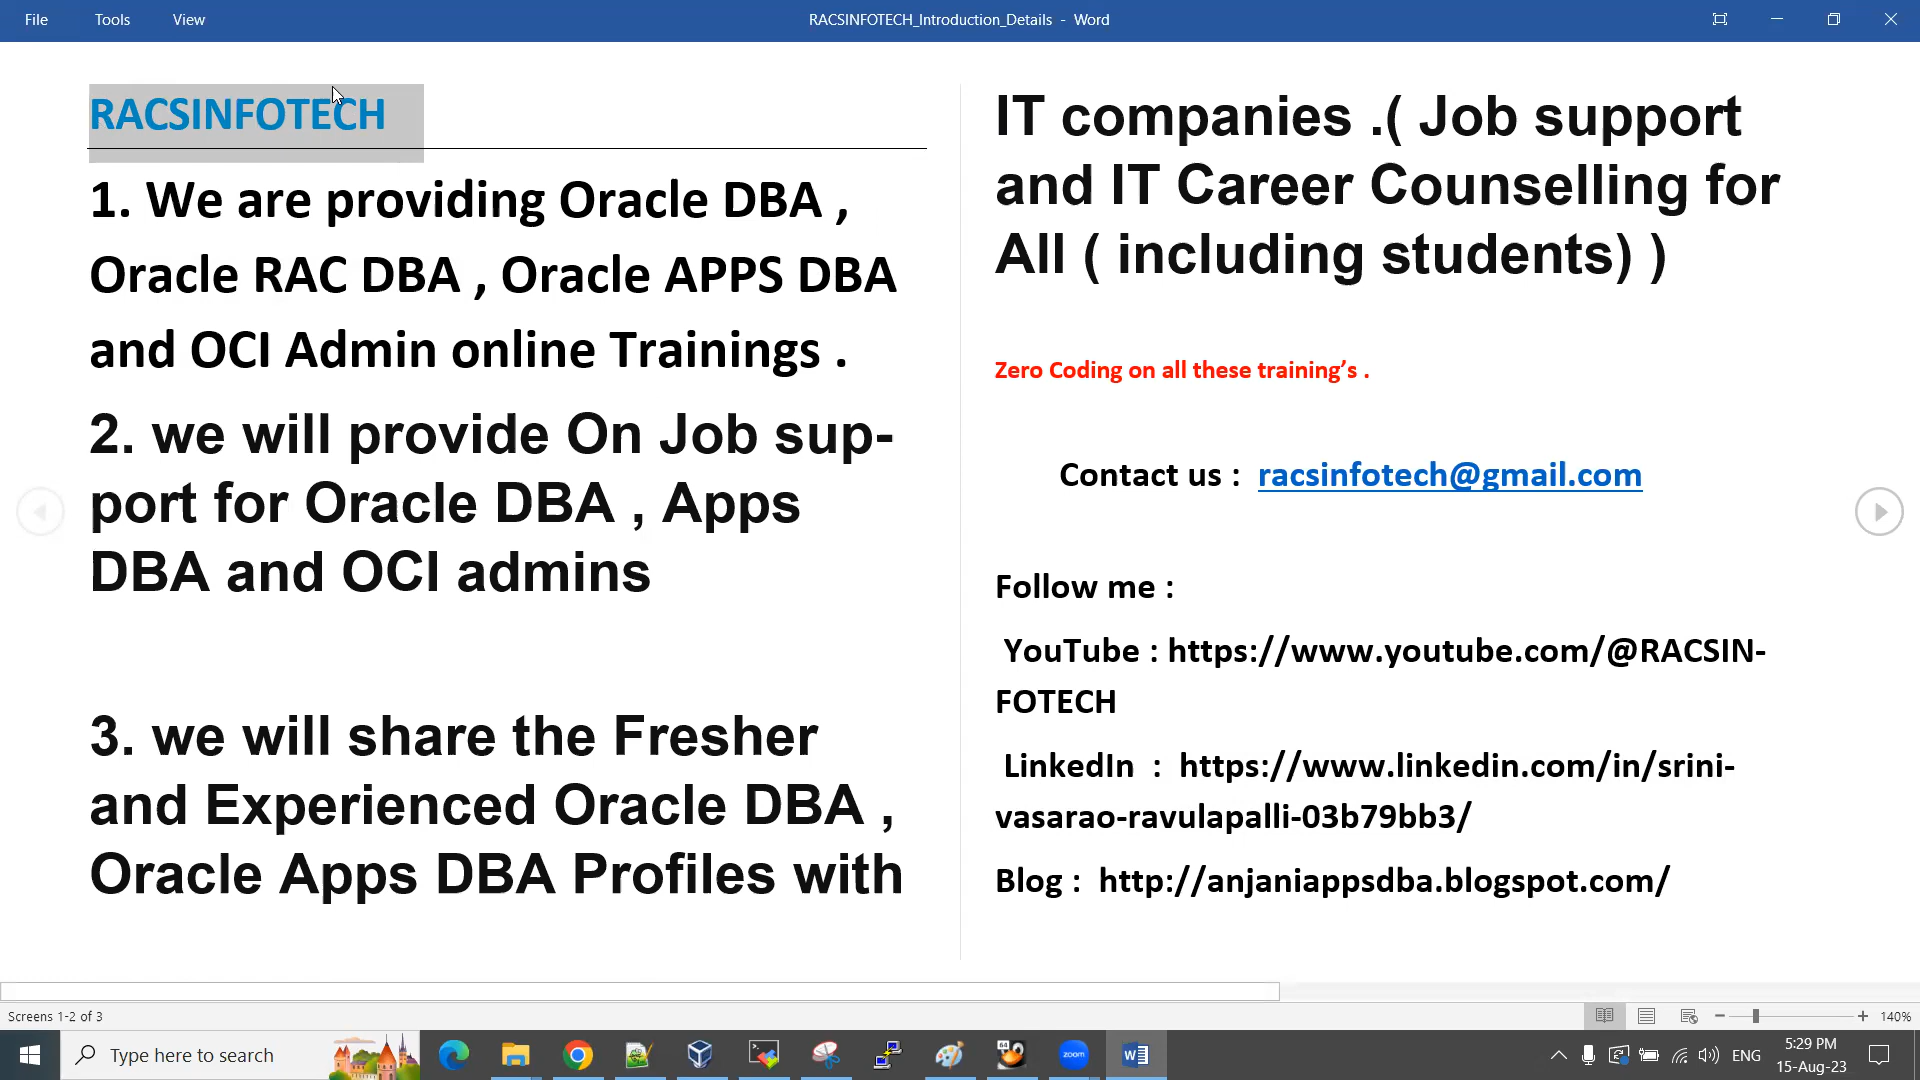 File Tools View RACSINFOTECH_Introduction_Details - Word
RACSINFOTECH
1. We are providing Oracle DBA ,
Oracle RAC DBA , Oracle APPS DBA
and OCI Admin online Trainings .
2. we will provide On Job sup-
port for Oracle DBA , Apps
DBA and OCI admins
3. we will share the Fresher
and Experienced Oracle DBA ,
Oracle Apps DBA Profiles with
IT companies .( Job support
and IT Career Counselling for
All ( including students) )
Zero Coding on all these training’s .
Contact us : racsinfotech@gmail.com
Follow me :
YouTube : https://www.youtube.com/@RACSIN-
FOTECH
LinkedIn : https://www.linkedin.com/in/srini-
vasarao-ravulapalli-03b79bb3/
Blog : http://anjaniappsdba.blogspot.com/
Screens 1-2 of 3
140%
Type here to search
zoom
64
ENG
5:29 PM
15-Aug-23